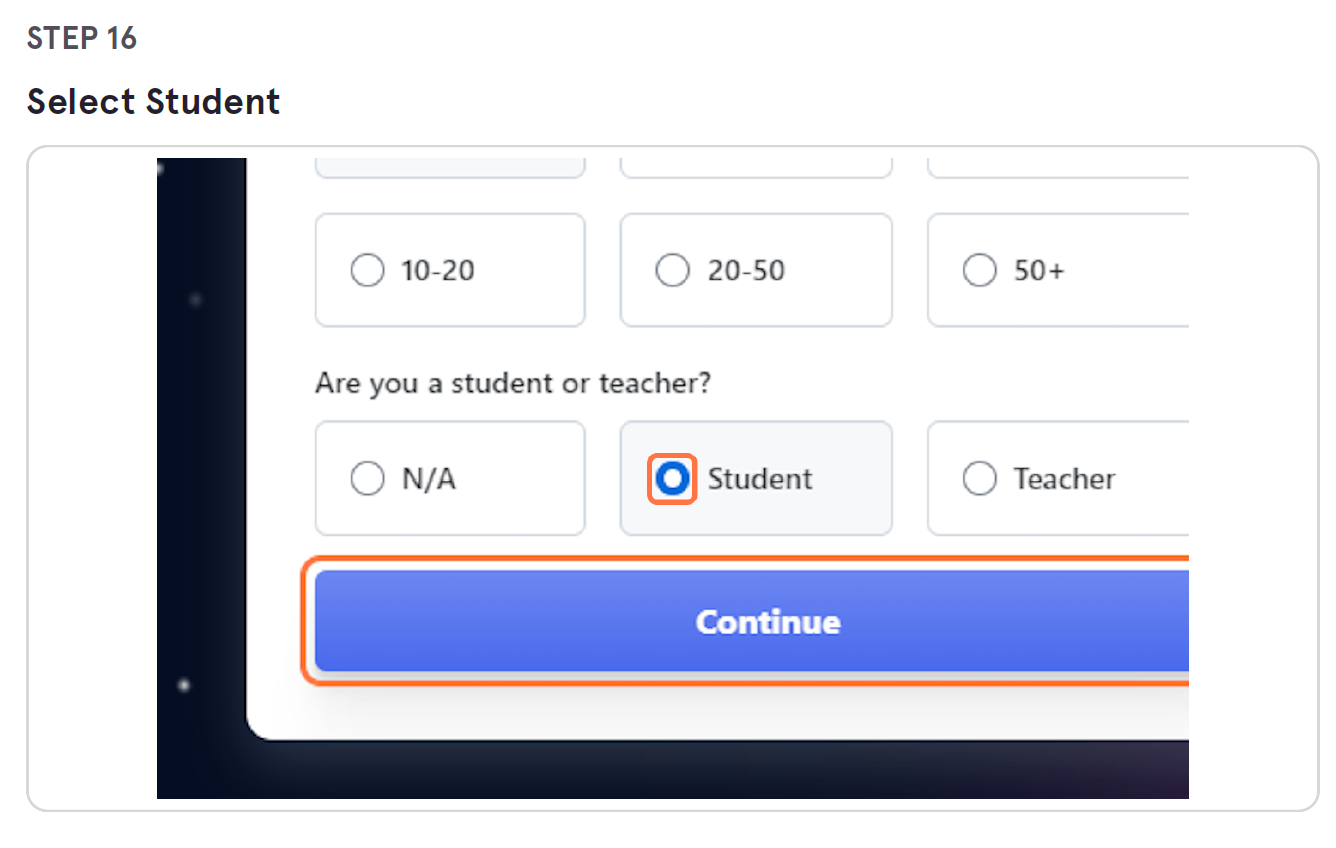 STEP 16
Select Student
10-20 20-50 50+
Are you a student or teacher?
N/A Student Teacher
Continue